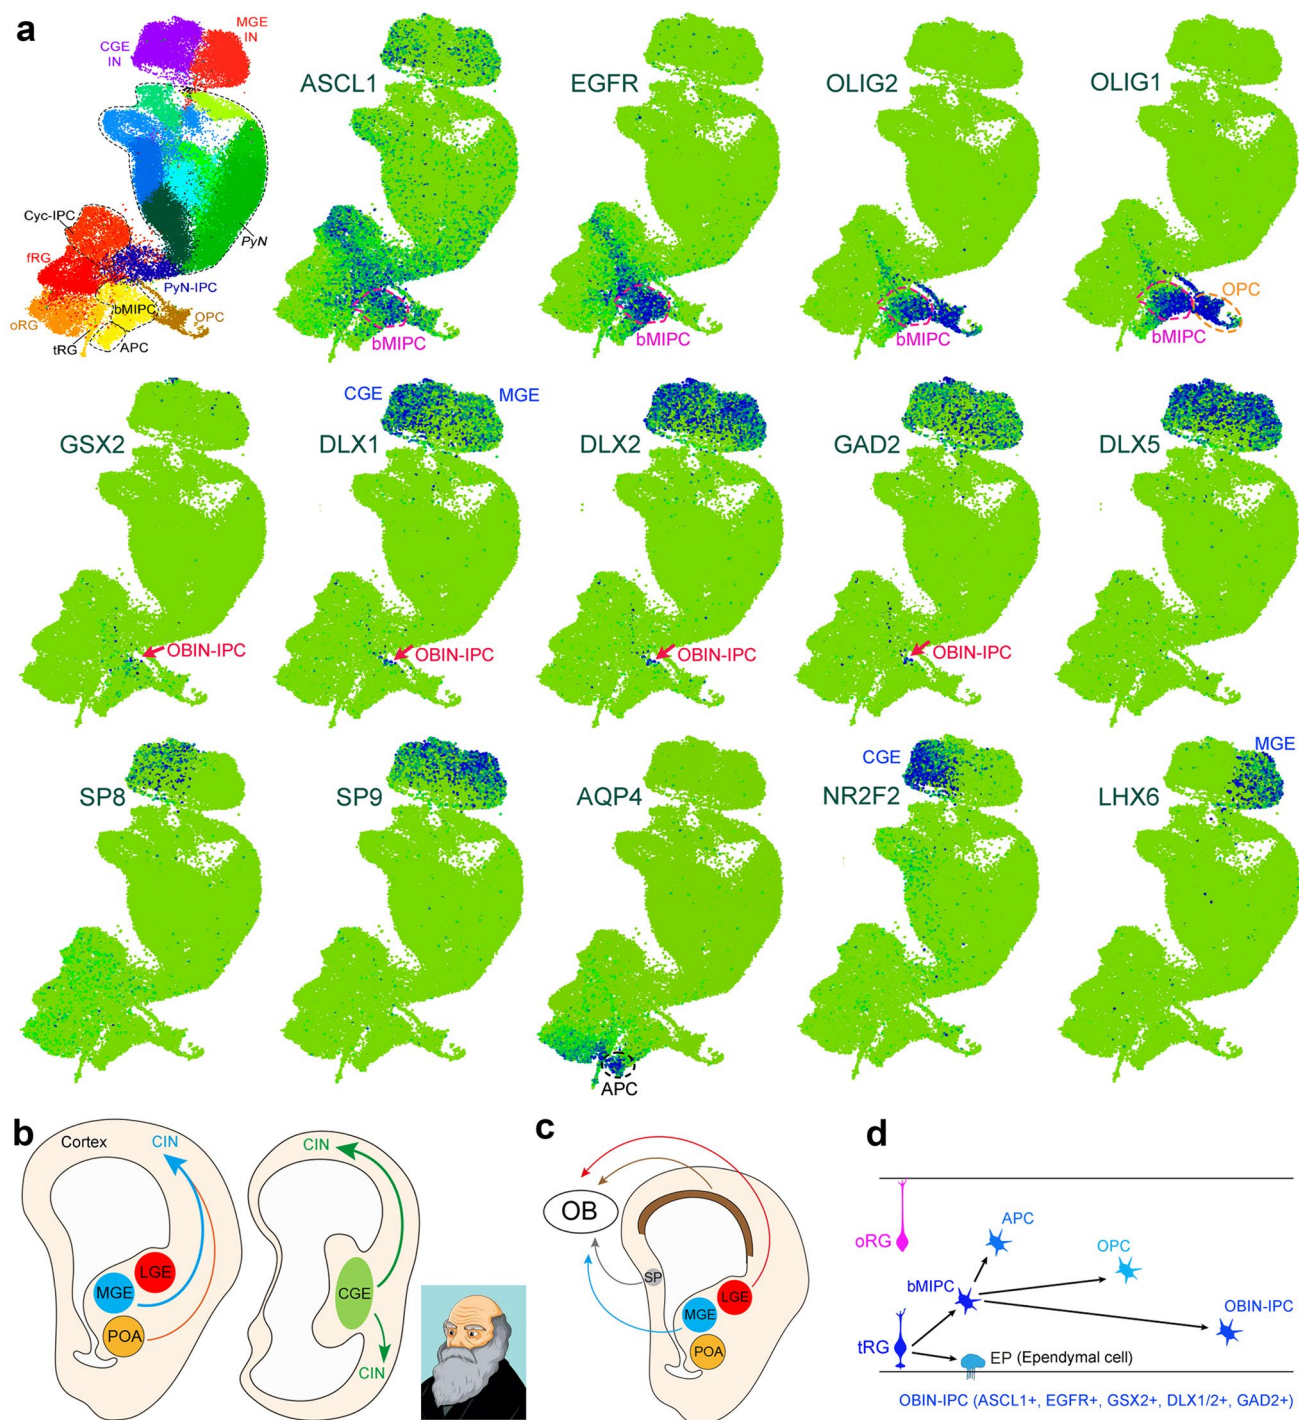 a
CGE
IN
MGE
IN
Cyc-IPC
fRG
PyN
PyN-IPC
bMIPC
OPC
oRG
tRG
APC
ASCL1
bMIPC
EGFR
bMIPC
OLIG2
bMIPC
OLIG1
OPC
bMIPC
GSX2
OBIN-IPC
CGE
MGE
DLX1
OBIN-IPC
DLX2
OBIN-IPC
GAD2
OBIN-IPC
DLX5
SP8
SP9
AQP4
APC
CGE
NR2F2
MGE
LHX6
b
Cortex
CIN
LGE
MGE
POA
CIN
CGE
CIN
c
OB
SP
LGE
MGE
POA
d
oRG
APC
OPC
bMIPC
OBIN-IPC
tRG
EP (Ependymal cell)
OBIN-IPC (ASCL1+, EGFR+, GSX2+, DLX1/2+, GAD2+)